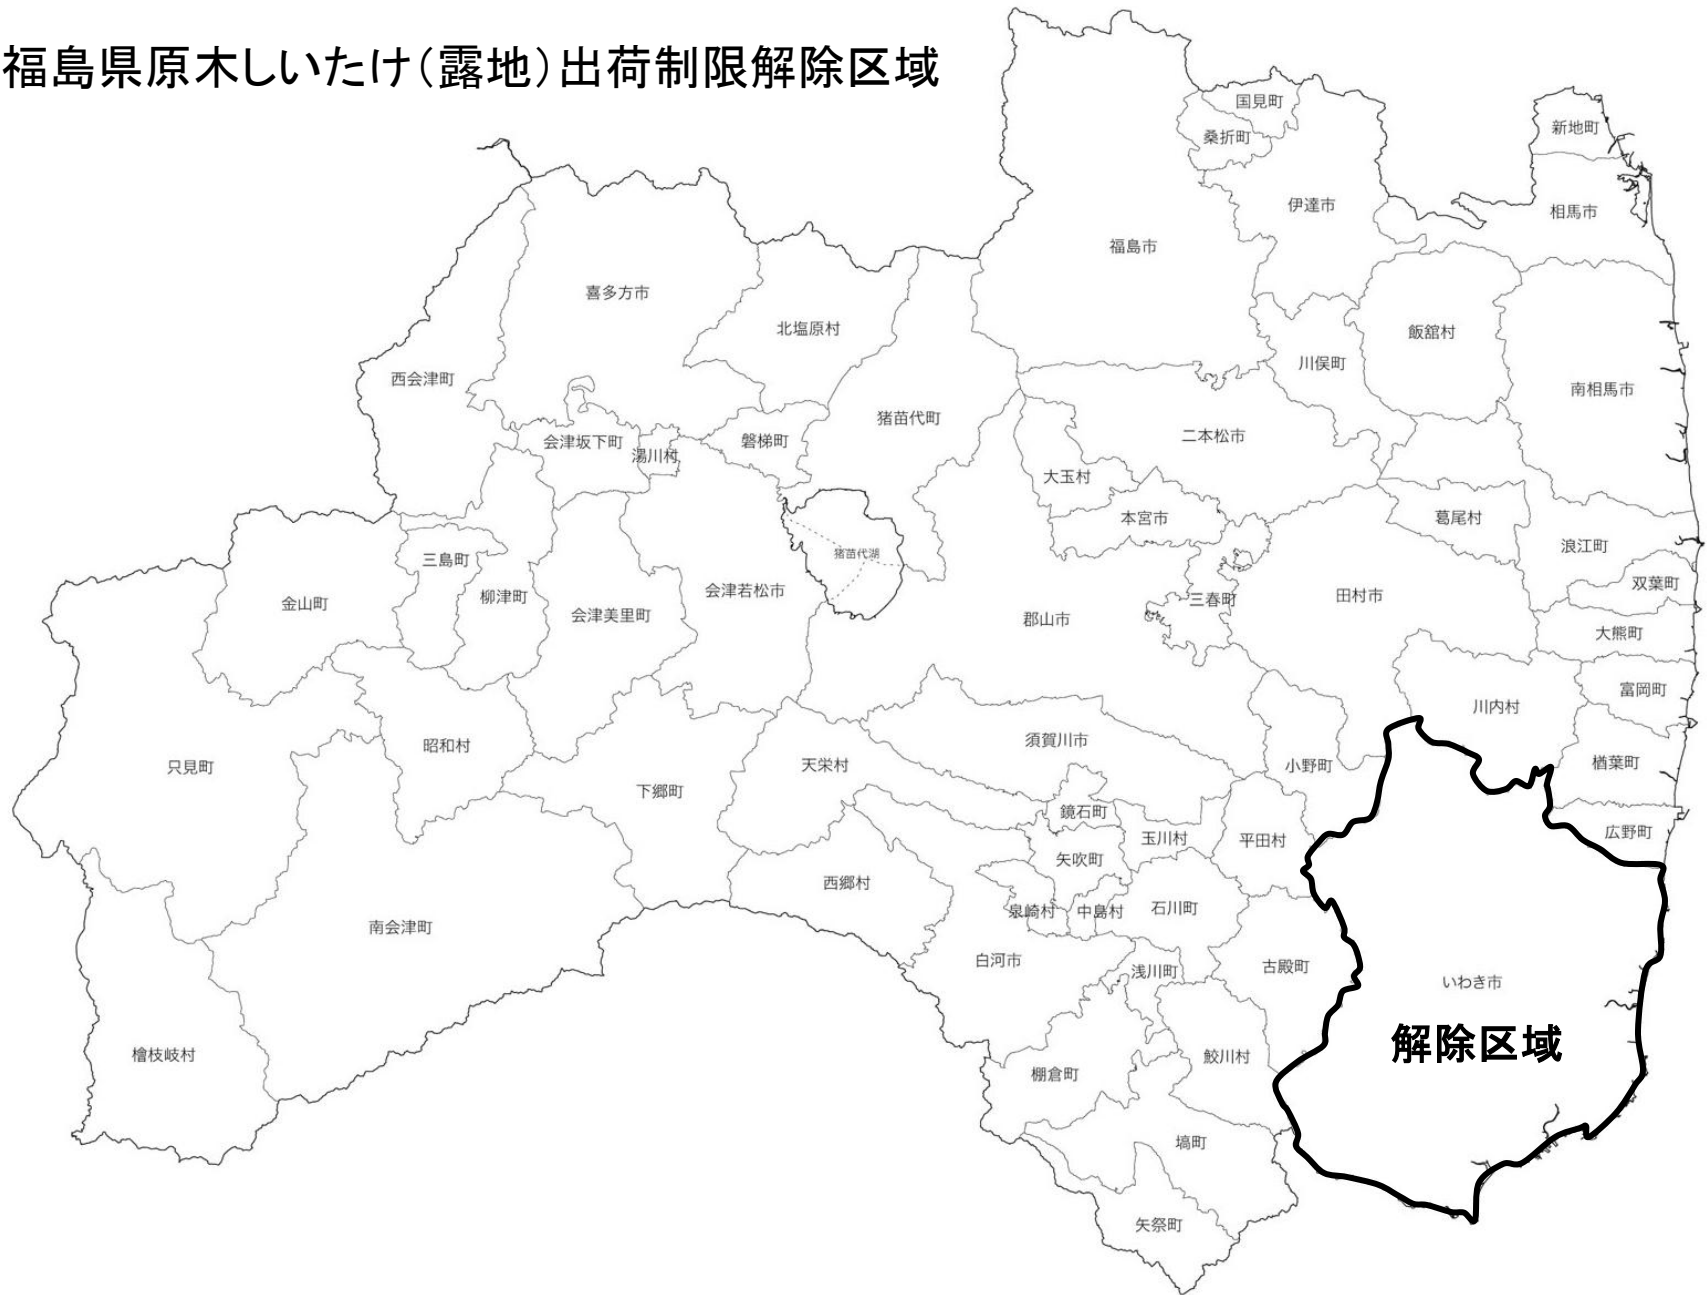 福島県原木しいたけ（露地）出荷制限解除区域
国見町
桑折町
新地町
伊達市
相馬市
福島市
喜多方市
北塩原村
飯舘村
川俣町
西会津町
南相馬市
猪苗代町
二本松市
会津坂下町
磐梯町
湯川村
大玉村
本宮市
葛尾村
浪江町
猪苗代湖
三島町
双葉町
会津若松市
柳津町
田村市
三春町
金山町
会津美里町
郡山市
大熊町
富岡町
川内村
須賀川市
昭和村
楢葉町
天栄村
小野町
只見町
下郷町
鏡石町
広野町
玉川村
平田村
矢吹町
西郷村
石川町
泉崎村
中島村
南会津町
白河市
古殿町
浅川町
いわき市
解除区域
檜枝岐村
鮫川村
棚倉町
塙町
矢祭町